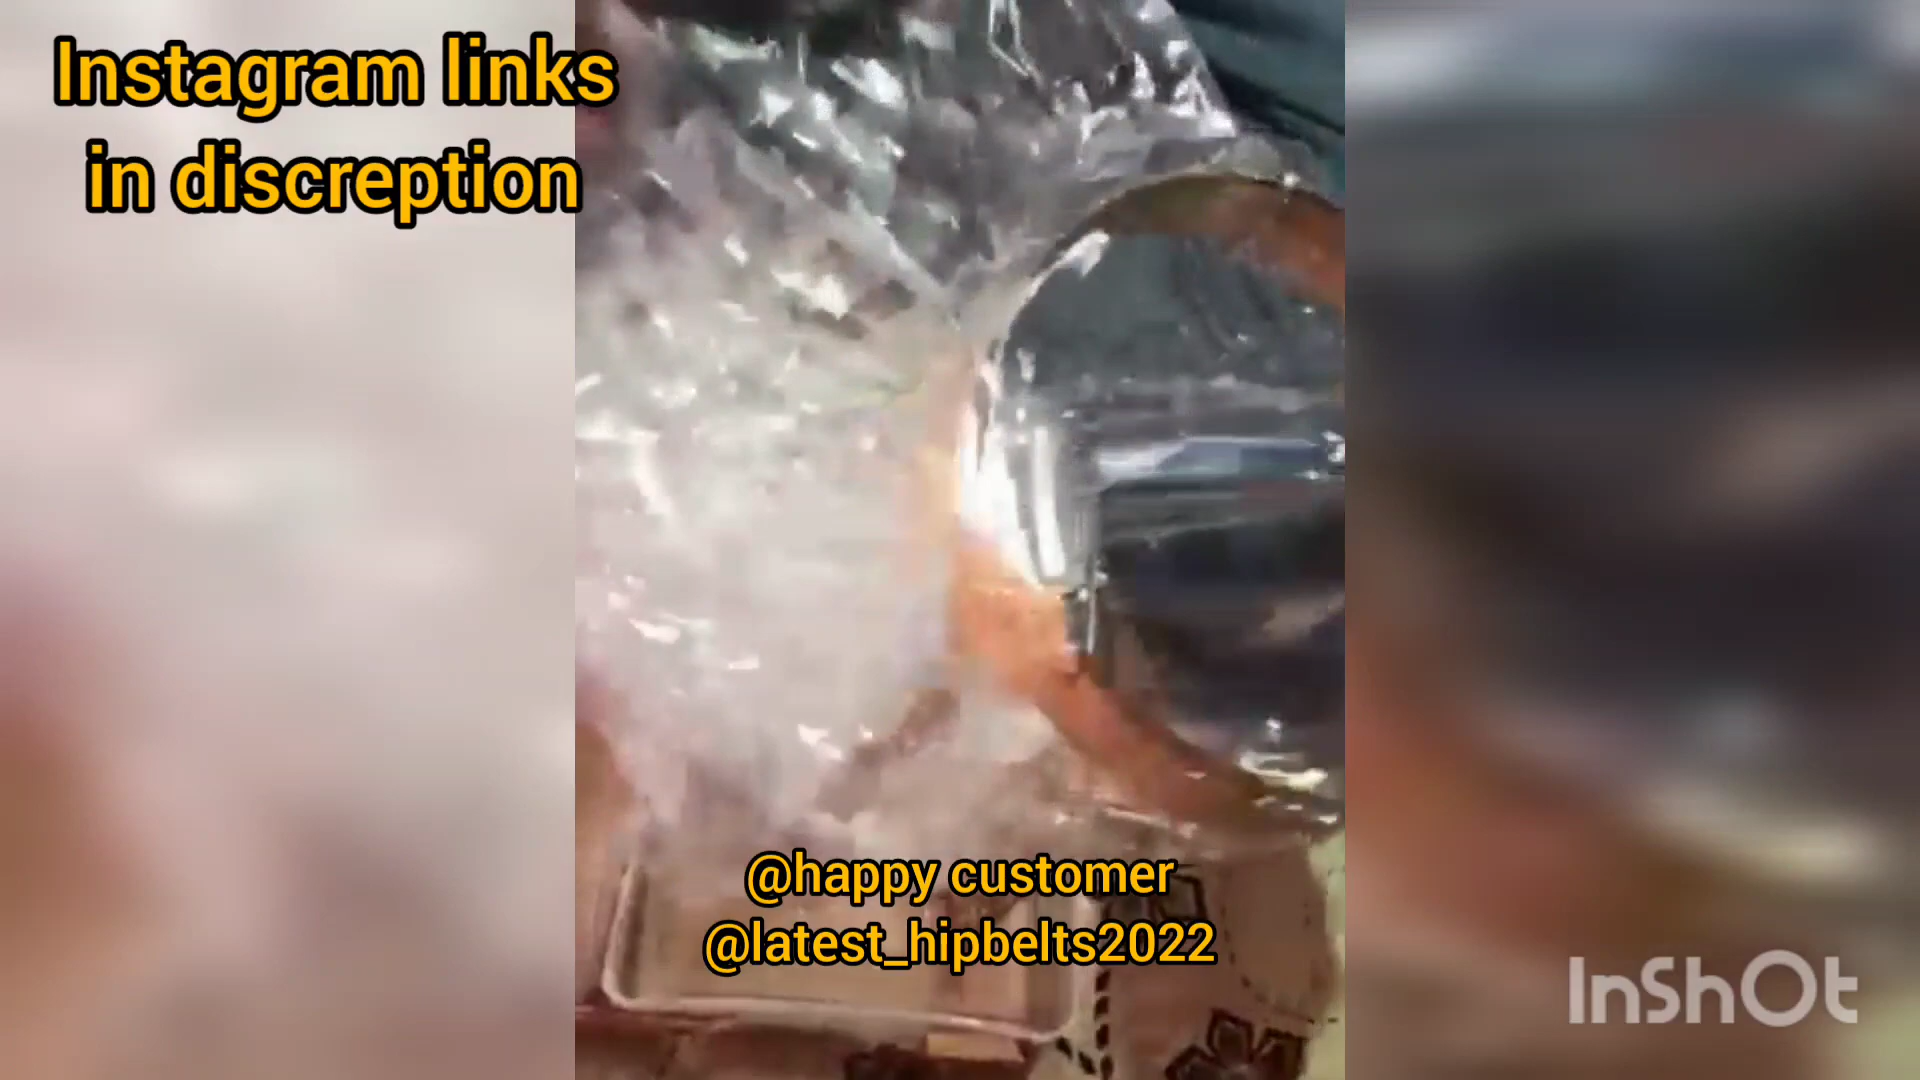 Instagram links
in discreption
@happy customer
@latest_hipbelts2022
InShOt